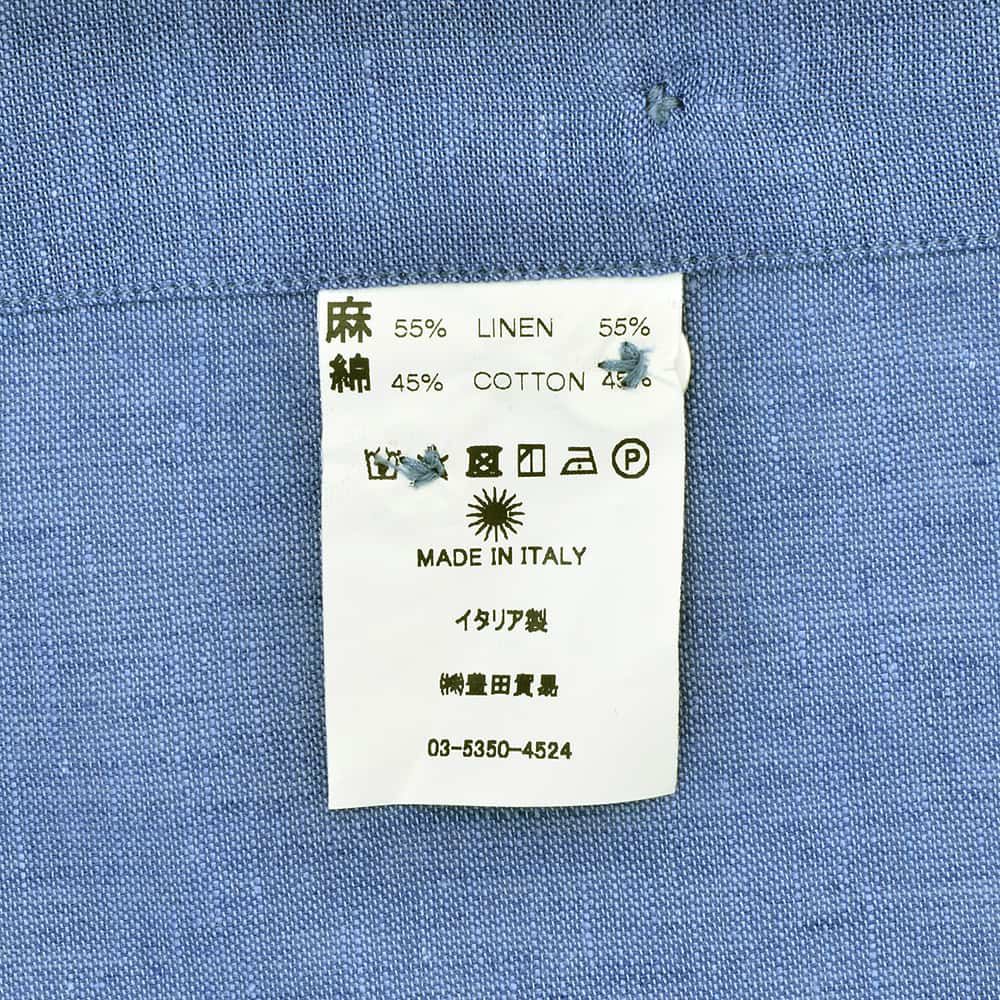 麻 55% LINEN 55%
綿 45% COTTON 45%
P
MADE IN ITALY
イタリア製
㈱豊田貿易
03-5350-4524